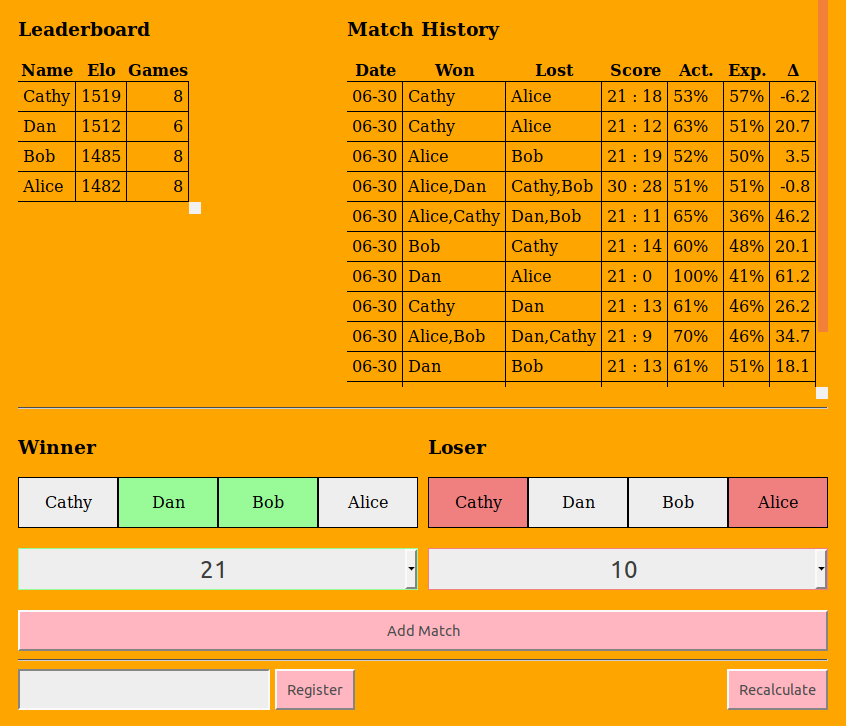 Leaderboard
Name Elo Games
Cathy 1519 8
Dan 1512 6
Bob 1485 8
Alice 1482 8
Match History
Date Won Lost Score Act. Exp. Δ
06-30 Cathy Alice 21 : 18 53% 57% -6.2
06-30 Cathy Alice 21 : 12 63% 51% 20.7
06-30 Alice Bob 21 : 19 52% 50% 3.5
06-30 Alice,Dan Cathy,Bob 30 : 28 51% 51% -0.8
06-30 Alice,Cathy Dan,Bob 21 : 11 65% 36% 46.2
06-30 Bob Cathy 21 : 14 60% 48% 20.1
06-30 Dan Alice 21 : 0 100% 41% 61.2
06-30 Cathy Dan 21 : 13 61% 46% 26.2
06-30 Alice,Bob Dan,Cathy 21 : 9 70% 46% 34.7
06-30 Dan Bob 21 : 13 61% 51% 18.1
Winner
Cathy Dan Bob Alice
21
Loser
Cathy Dan Bob Alice
10
Add Match
Register
Recalculate